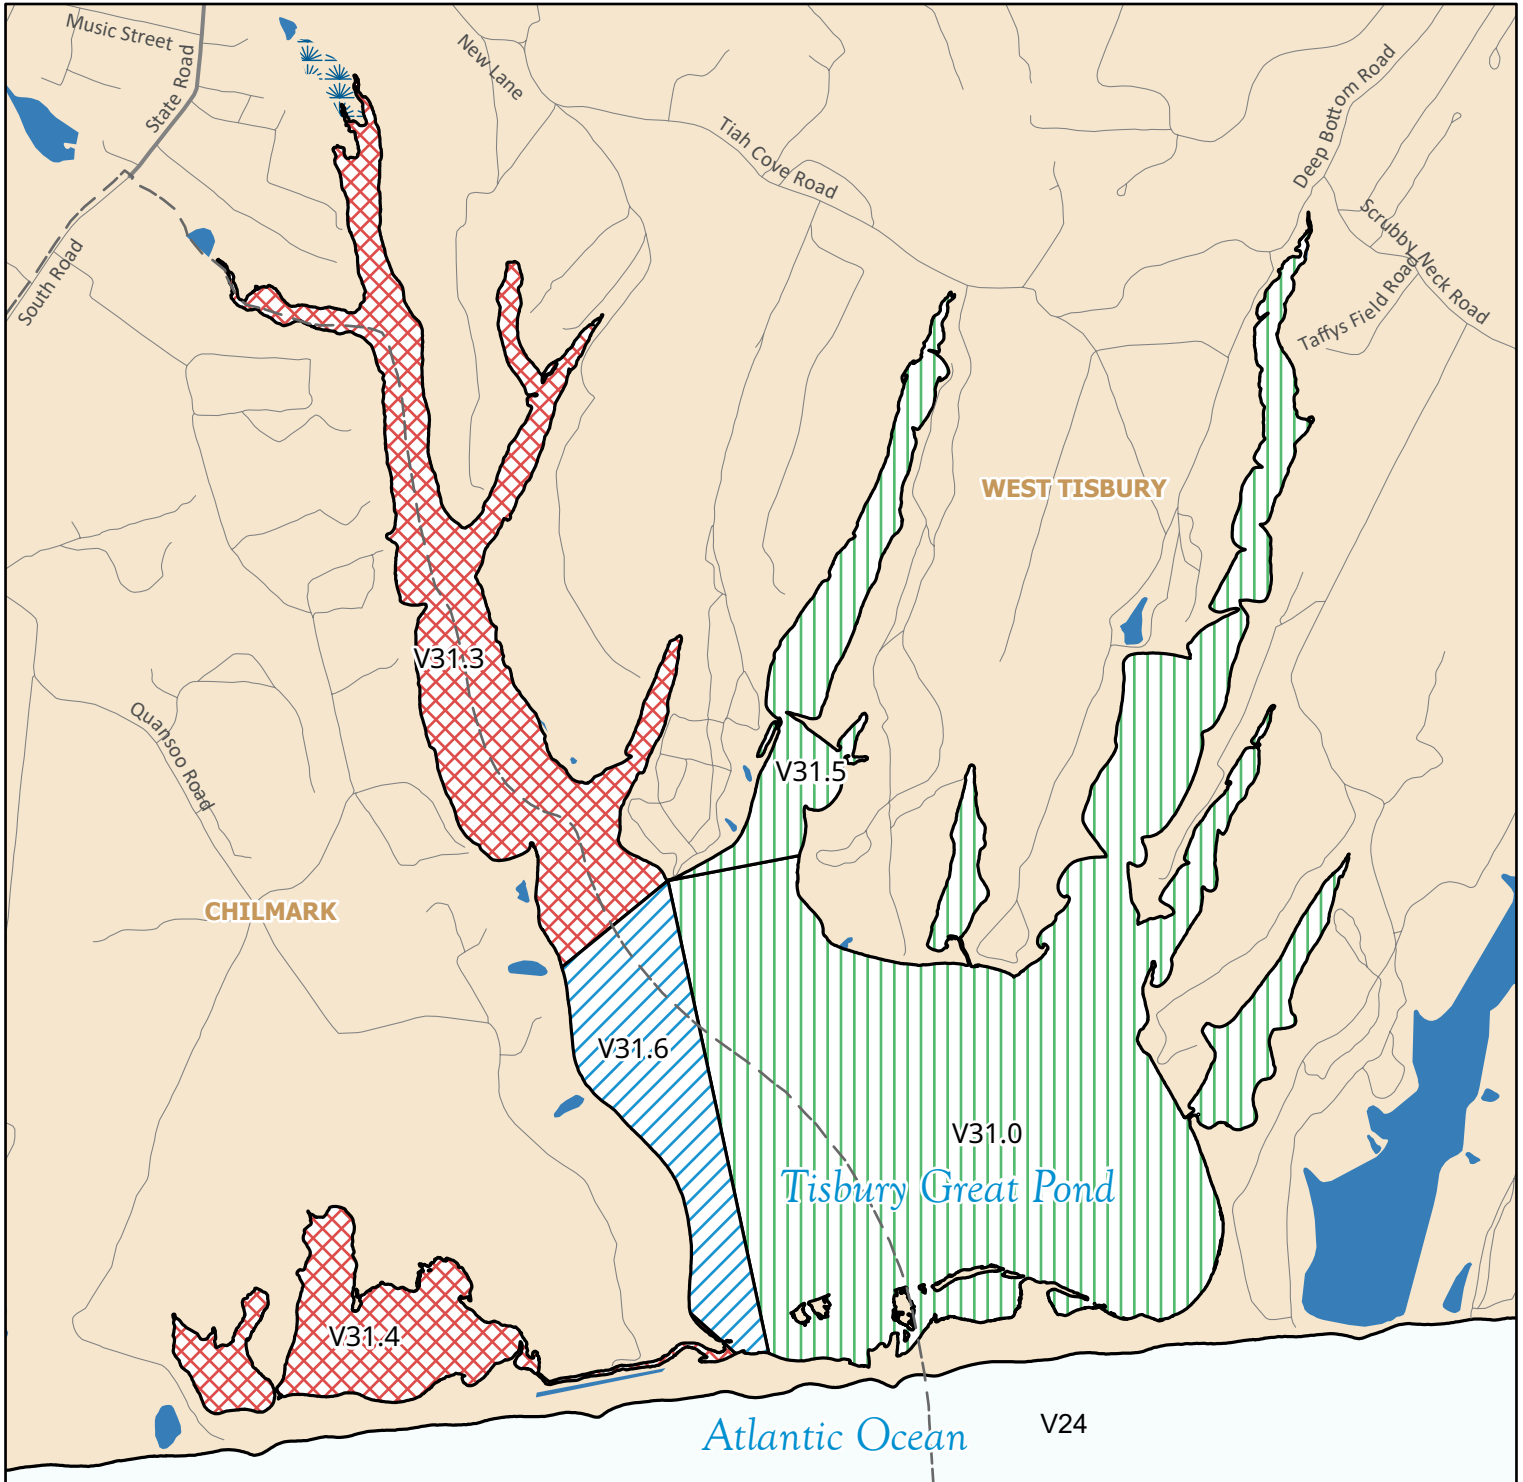 Music Street
State Road
New Lane
Tiah Cove Road
Deep Bottom Road
Scrubby Neck Road
Taffys Field Road
South Road
WEST TISBURY
V31.3
Quansoo Road
V31.5
CHILMARK
V31.6
V31.0
Tisbury Great Pond
V31.4
Atlantic Ocean
V24